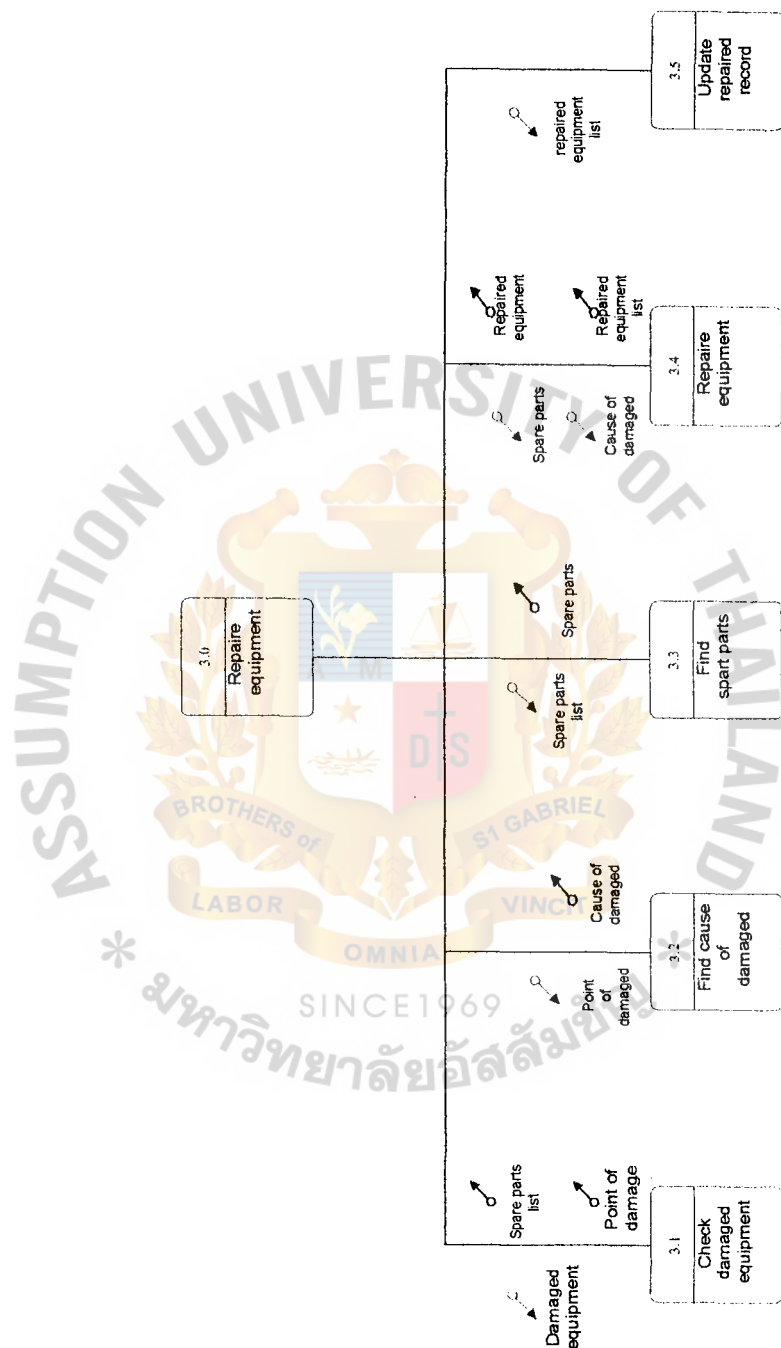 3.0
Repaire
equipment
Damaged
equipment
Spare parts
list
Point of
damage
Point
of
damaged
Cause of
damaged
Spare parts
list
Spare parts
Spare parts
Cause of
damaged
Repaired
equipment
Repaired
equipment
list
repaired
equipment
list
3.1
Check
damaged
equipment
3.2
Find cause
of
damaged
3.3
Find
spart parts
3.4
Repaire
equipment
3.5
Update
repaired
record
ASSUMPTION UNIVERSITY OF THAILAND
A M
D S
BROTHERS of
S1 GABRIEL
LABOR
OMNIA
VINCIT
SINCE1969
* มหาวิทยาลัยอัสสัมชัญ *